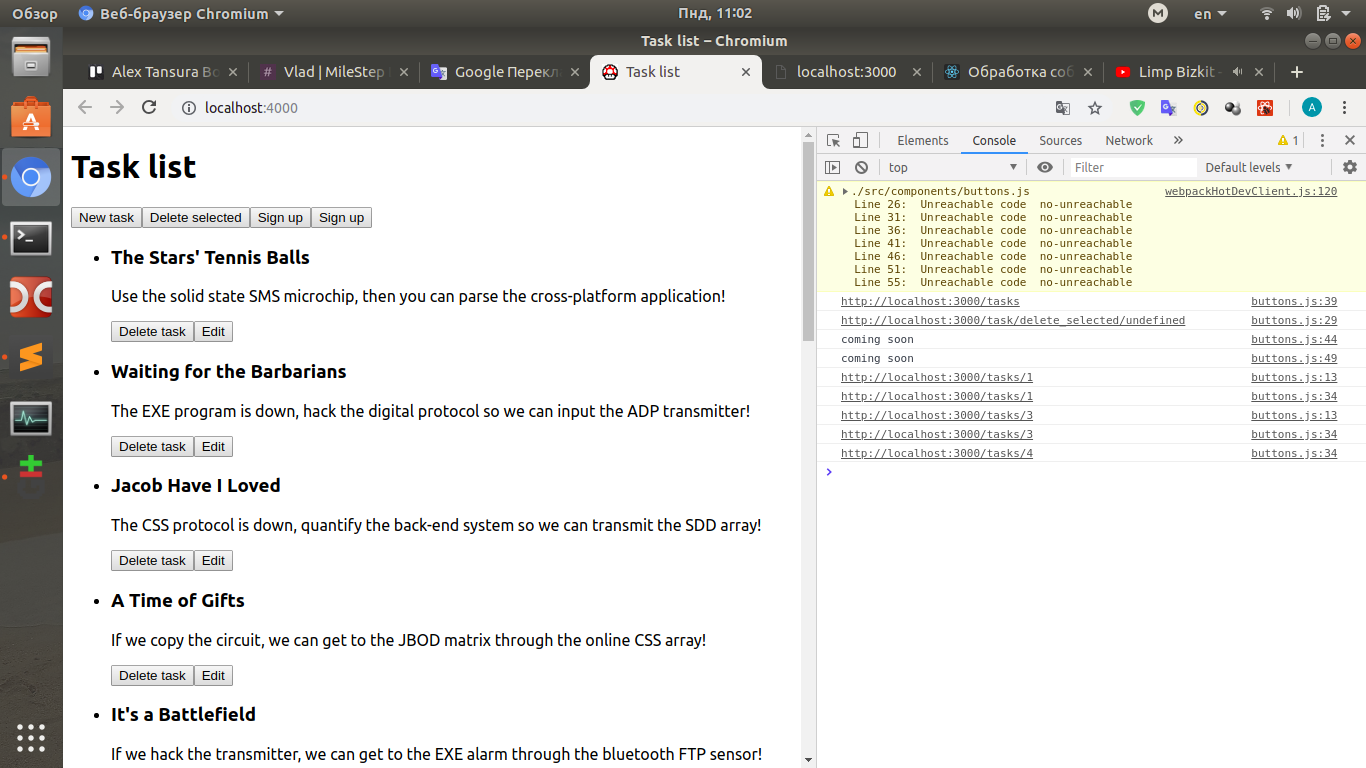 Обзор Веб-браузер Chromium Пнд, 11:02 M en
Task list – Chromium
Alex Tansura Bo Vlad | MileStep Google Перекл Task list localhost:3000 Обработка соб Limp Bizkit -
localhost:4000 A
Task list
New task Delete selected Sign up Sign up
The Stars' Tennis Balls
Use the solid state SMS microchip, then you can parse the cross-platform application!
Delete task Edit
Waiting for the Barbarians
The EXE program is down, hack the digital protocol so we can input the ADP transmitter!
Delete task Edit
Jacob Have I Loved
The CSS protocol is down, quantify the back-end system so we can transmit the SDD array!
Delete task Edit
A Time of Gifts
If we copy the circuit, we can get to the JBOD matrix through the online CSS array!
Delete task Edit
It's a Battlefield
If we hack the transmitter, we can get to the EXE alarm through the bluetooth FTP sensor!
Elements Console Sources Network » 1
top Filter Default levels
./src/components/buttons.js webpackHotDevClient.js:120
Line 26: Unreachable code no-unreachable
Line 31: Unreachable code no-unreachable
Line 36: Unreachable code no-unreachable
Line 41: Unreachable code no-unreachable
Line 46: Unreachable code no-unreachable
Line 51: Unreachable code no-unreachable
Line 55: Unreachable code no-unreachable
http://localhost:3000/tasks buttons.js:39
http://localhost:3000/task/delete_selected/undefined buttons.js:29
coming soon buttons.js:44
coming soon buttons.js:49
http://localhost:3000/tasks/1 buttons.js:13
http://localhost:3000/tasks/1 buttons.js:34
http://localhost:3000/tasks/3 buttons.js:13
http://localhost:3000/tasks/3 buttons.js:34
http://localhost:3000/tasks/4 buttons.js:34